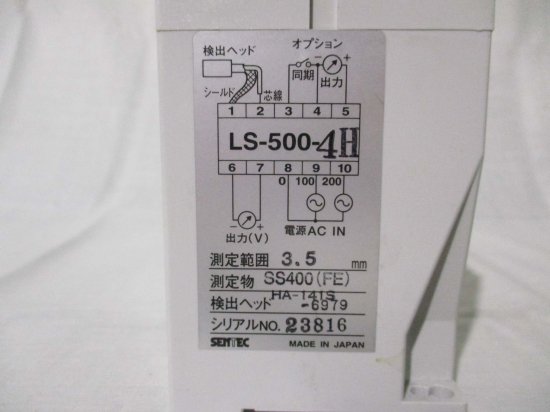 オプション
検出ヘッド
- +
同期
出力
シールド
芯線
1 2 3 4 5
LS-500-4H
6 7 8 9 10
0 100 200
- +
出力(V)
電源 AC IN
測定範囲 3.5 mm
測定物 SS400(FE)
HA-141S
検出ヘッド -6979
シリアルNO. 23816
SENTEC MADE IN JAPAN